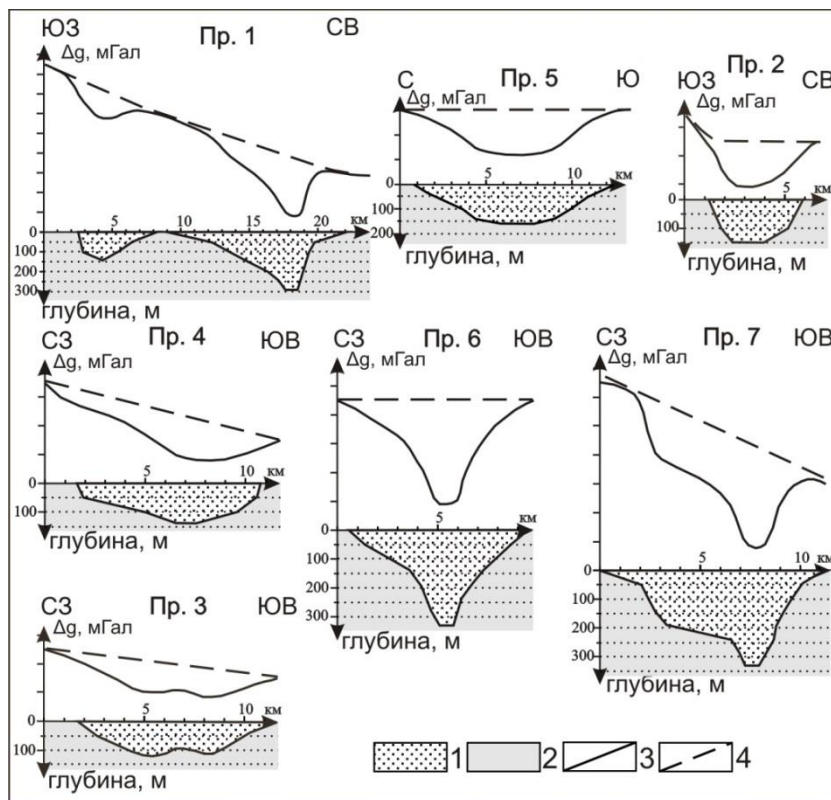 ЮЗ Пр. 1 СВ
Δg, мГал
5 10 15 20 км
0
100
200
300
глубина, м
С Пр. 5 Ю
Δg, мГал
км
5 10
0
100
200
глубина, м
ЮЗ Пр. 2 СВ
Δg, мГал
км
5
0
100
глубина, м
СЗ Пр. 4 ЮВ
Δg, мГал
5 10 км
0
100
глубина, м
СЗ Пр. 6 ЮВ
Δg, мГал
км
5
0
100
200
300
глубина, м
СЗ Пр. 7 ЮВ
Δg, мГал
5 10 км
0
100
200
300
глубина, м
СЗ Пр. 3 ЮВ
Δg, мГал
5 10 км
0
100
глубина, м
1 2 3 4